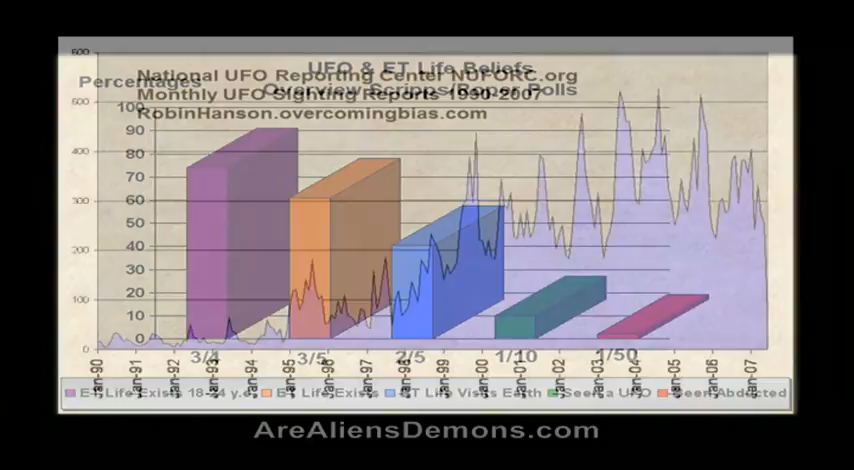 UFO & ET Life Beliefs
Overview Scripps/Roper Polls
Percentages
National UFO Reporting Center NUFORC.org
Monthly UFO Sighting Reports 1990-2007
RobinHanson.overcomingbias.com
600
400
300
200
100
0
100
90
80
70
60
50
40
30
20
10
0
3/4 3/5 2/5 1/10 1/50
Jan-90 Jan-91 Jan-92 Jan-93 Jan-94 Jan-95 Jan-96 Jan-97 Jan-98 Jan-99 Jan-00 Jan-01 Jan-02 Jan-03 Jan-04 Jan-05 Jan-06 Jan-07
ET Life Exists 18-24 y.o. ET Life Exists ET Life Visits Earth Seen a UFO Been Abducted
AreAliensDemons.com